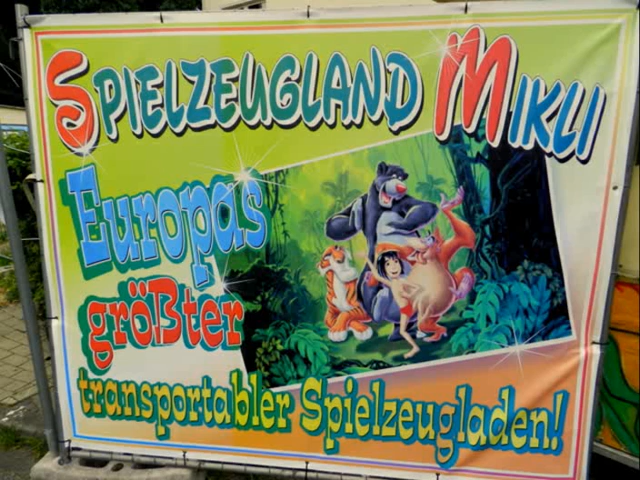 Spielzeugland Mikli
Europas
größter
transportabler Spielzeugladen!